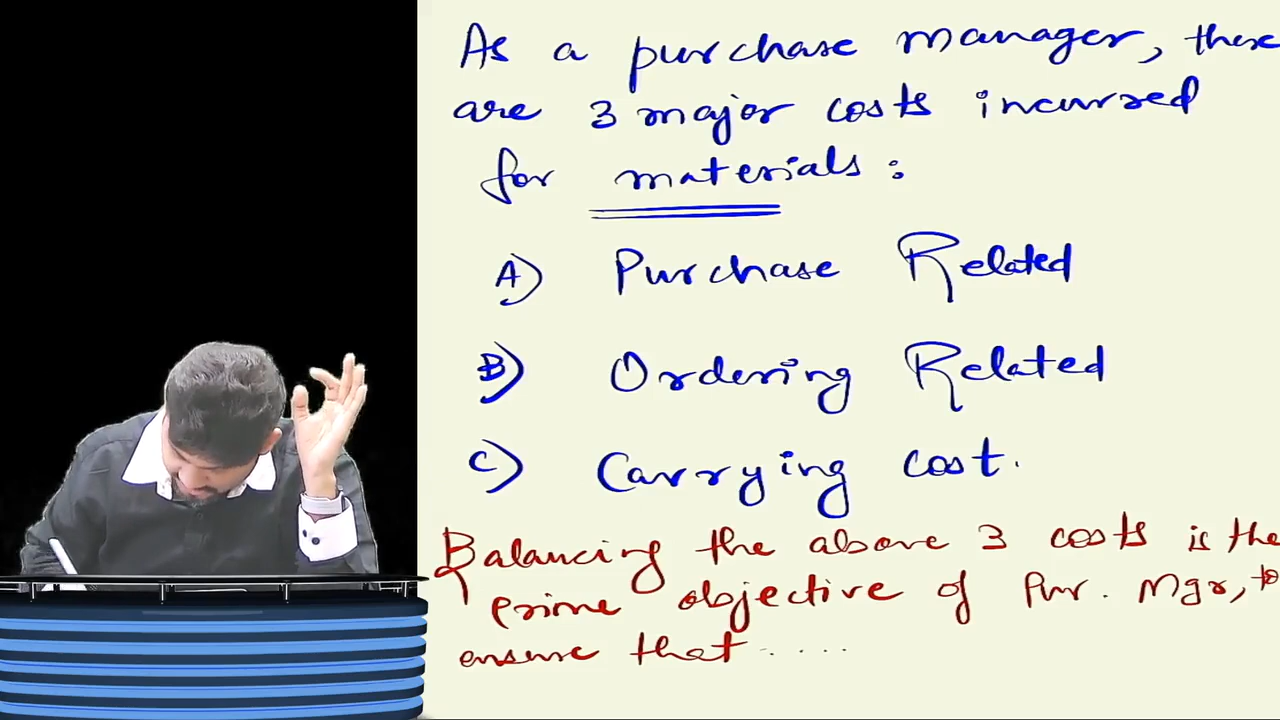 As a purchase manager, there
are 3 major costs incurred
for materials:
A) Purchase Related
B) Ordering Related
C) Carrying cost.
Balancing the above 3 costs is the
prime objective of Pur. Mgr, to
ensure that .....